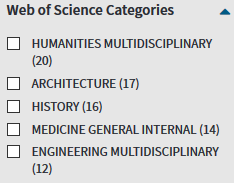 Web of Science Categories
HUMANITIES MULTIDISCIPLINARY
(20)
ARCHITECTURE (17)
HISTORY (16)
MEDICINE GENERAL INTERNAL (14)
ENGINEERING MULTIDISCIPLINARY
(12)